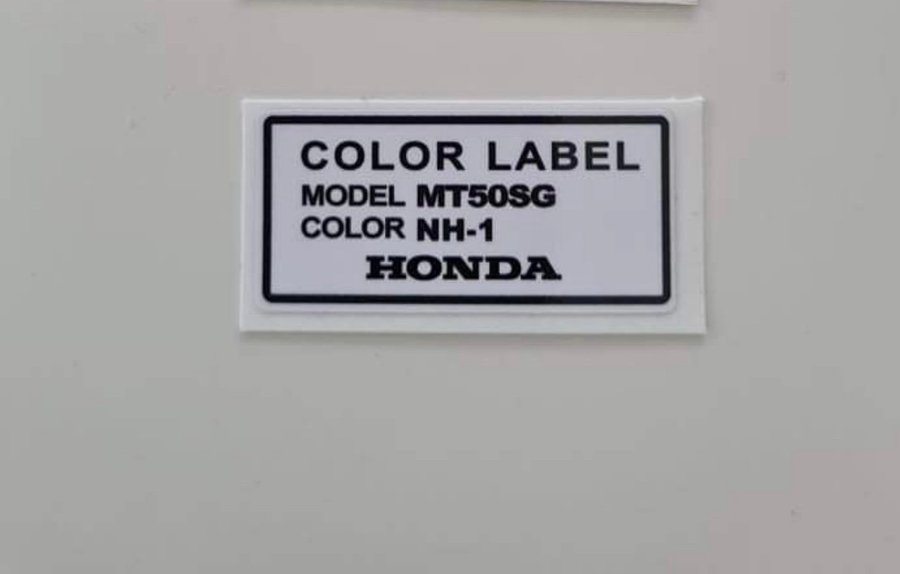 COLOR LABEL
MODEL MT50SG
COLOR NH-1
HONDA